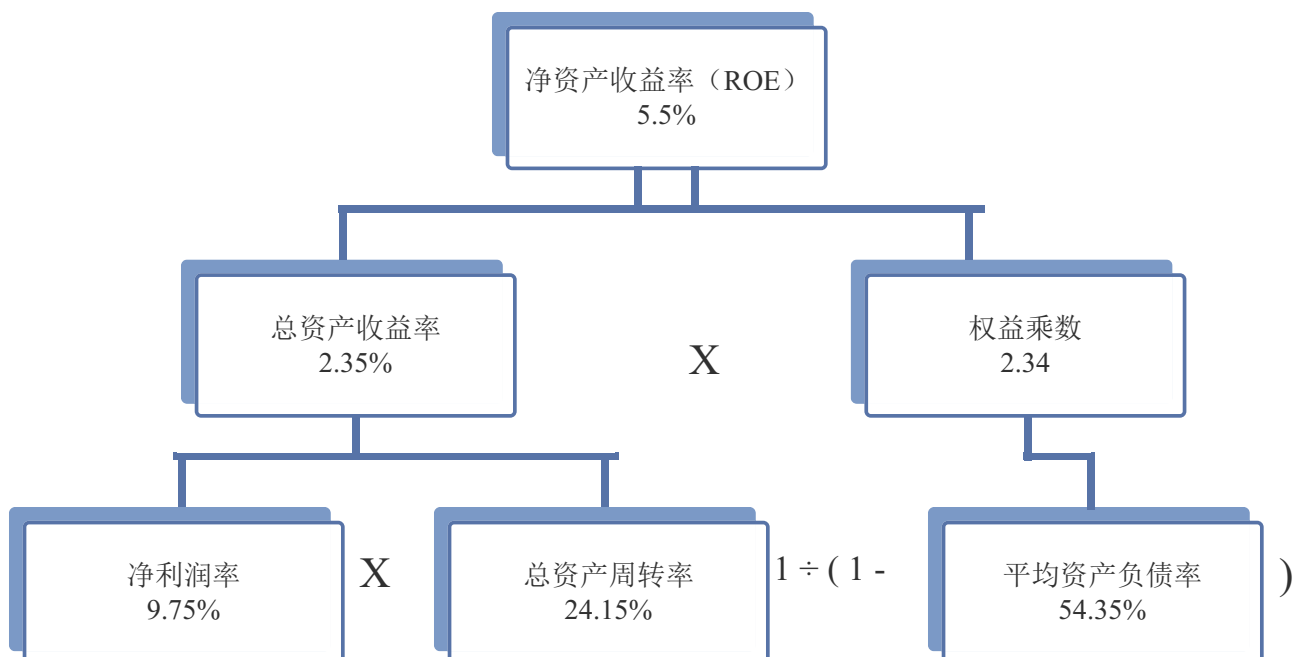 净资产收益率（ROE）
5.5%
总资产收益率
2.35%
X
权益乘数
2.34
净利润率
9.75%
X
总资产周转率
24.15%
1 ÷ ( 1 -
平均资产负债率
54.35%
)